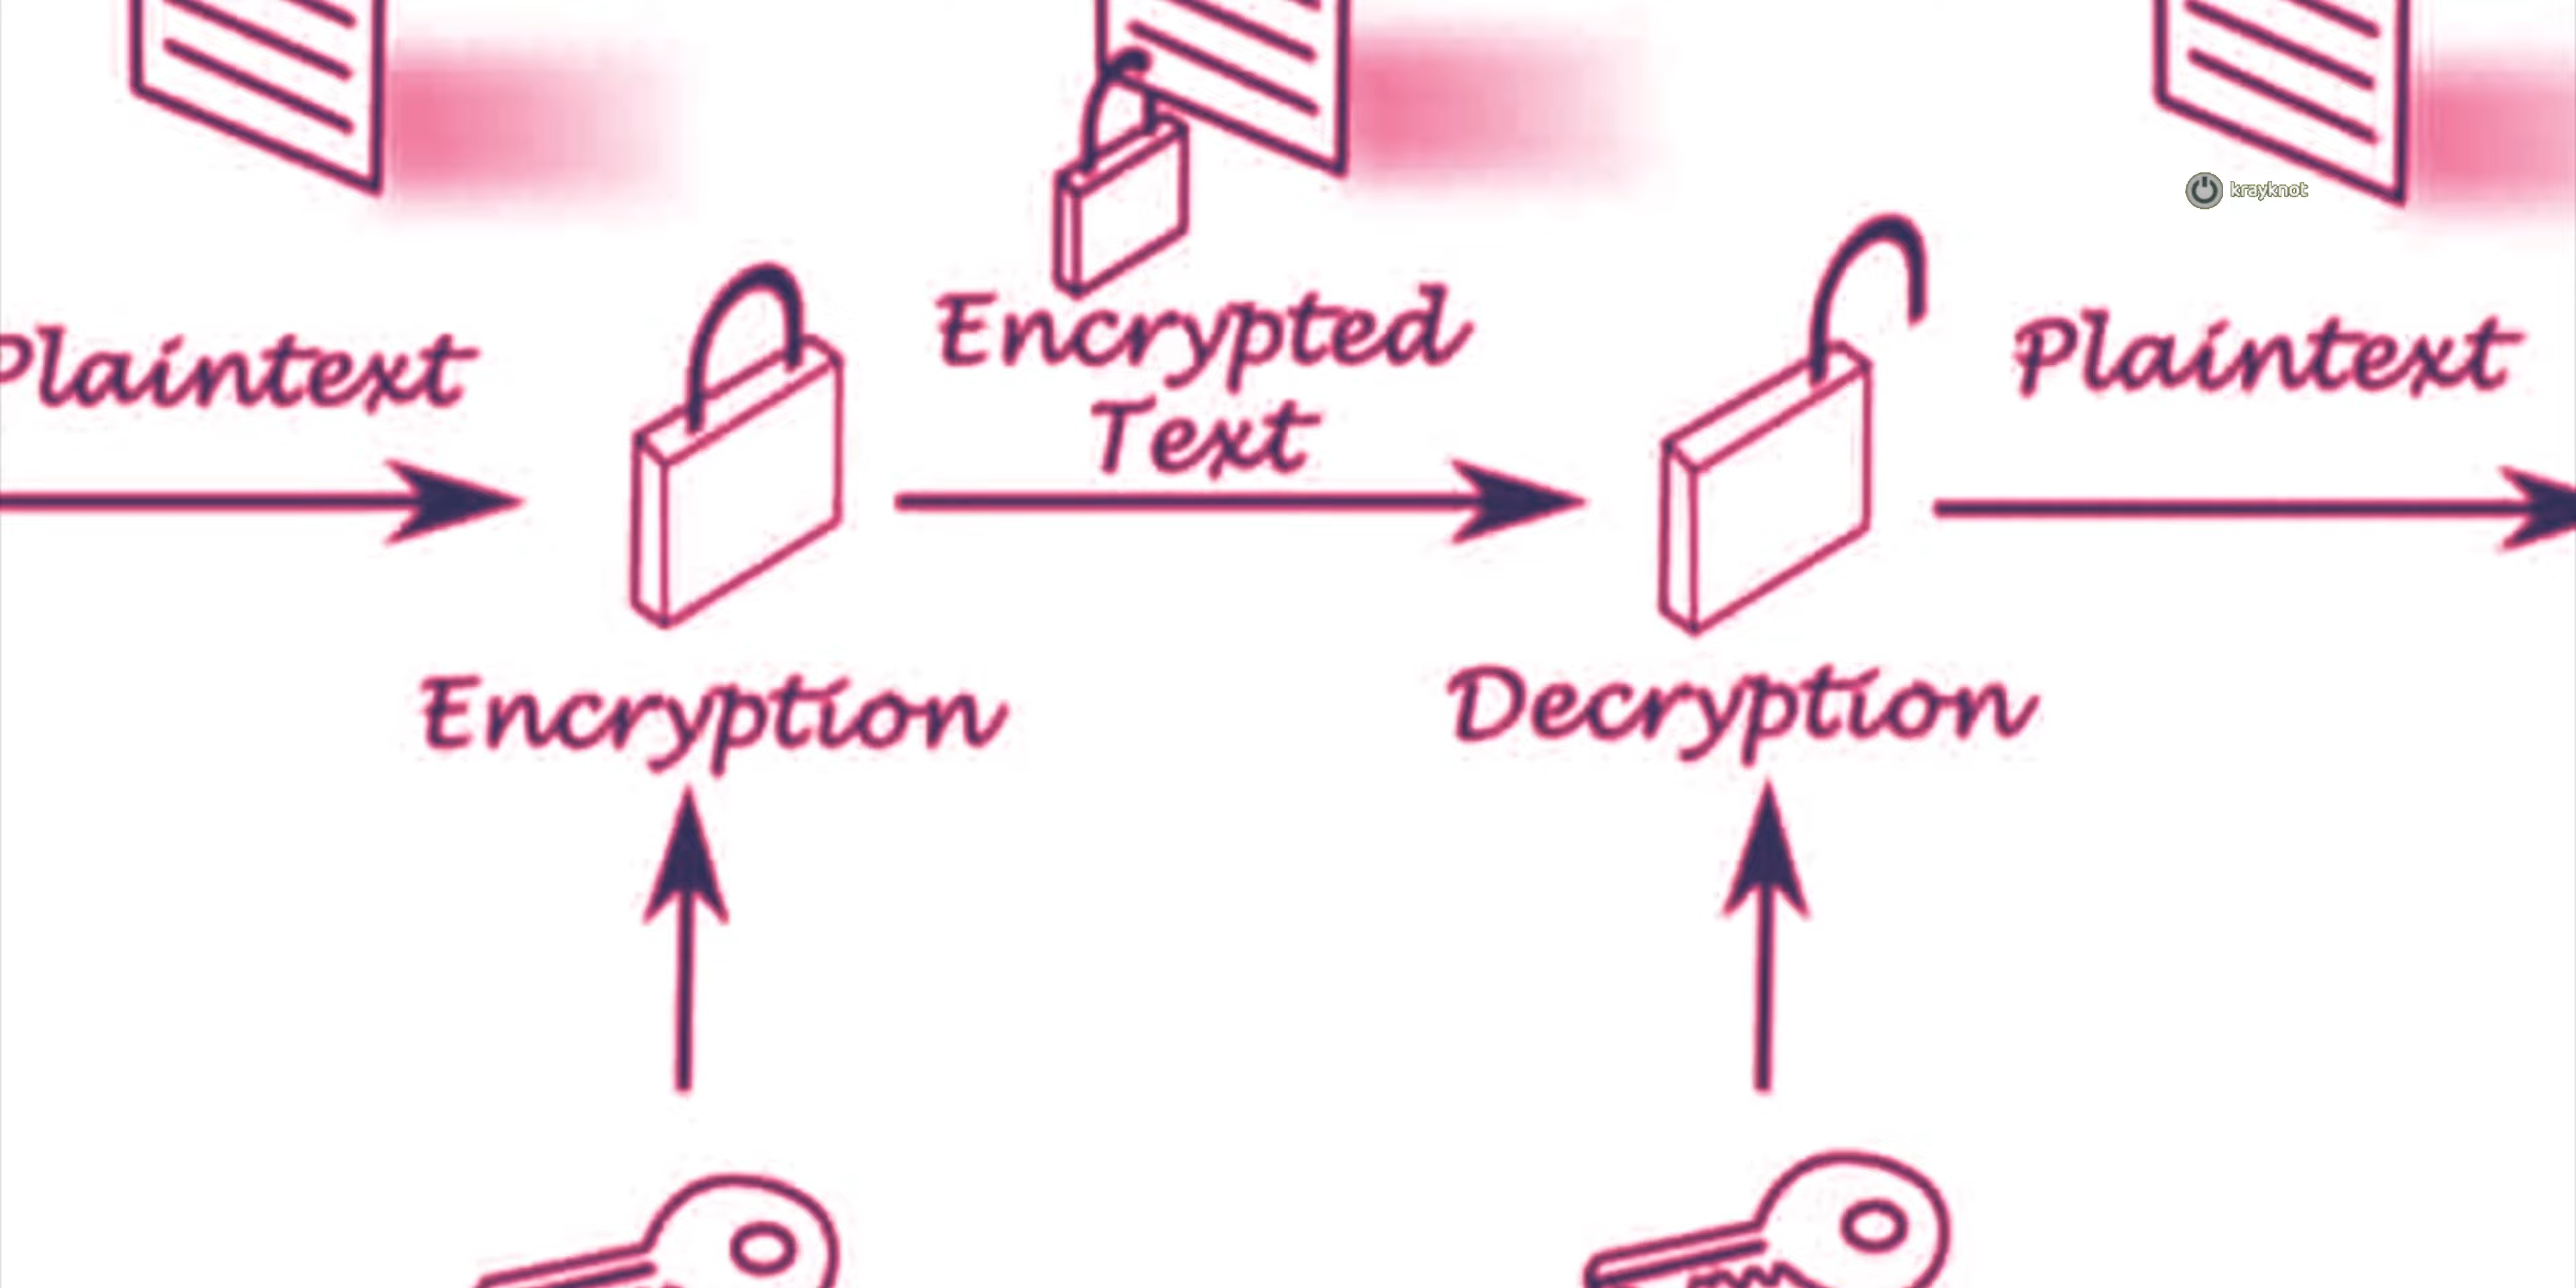 krayknot
Plaintext
Encrypted
Text
Plaintext
Encryption
Decryption